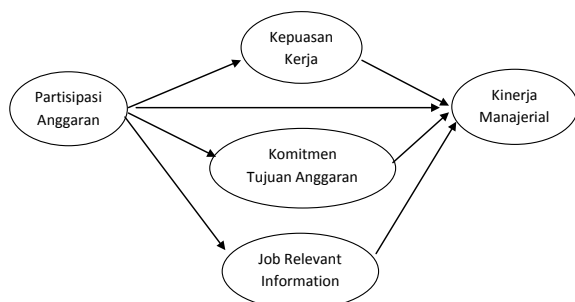 Kepuasan
Kerja
Partisipasi
Anggaran
Kinerja
Manajerial
Komitmen
Tujuan Anggaran
Job Relevant
Information